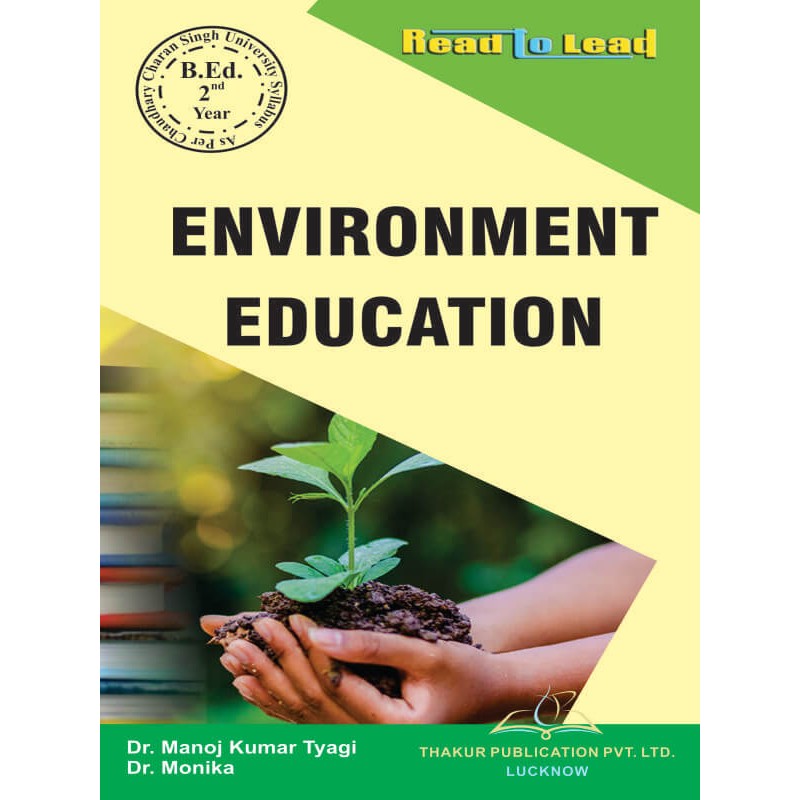 Read to Lead
As Per Chaudhary Charan Singh University Syllabus
B.Ed.
2nd
Year
ENVIRONMENT
EDUCATION
Dr. Manoj Kumar Tyagi
Dr. Monika
THAKUR PUBLICATION PVT. LTD.
LUCKNOW